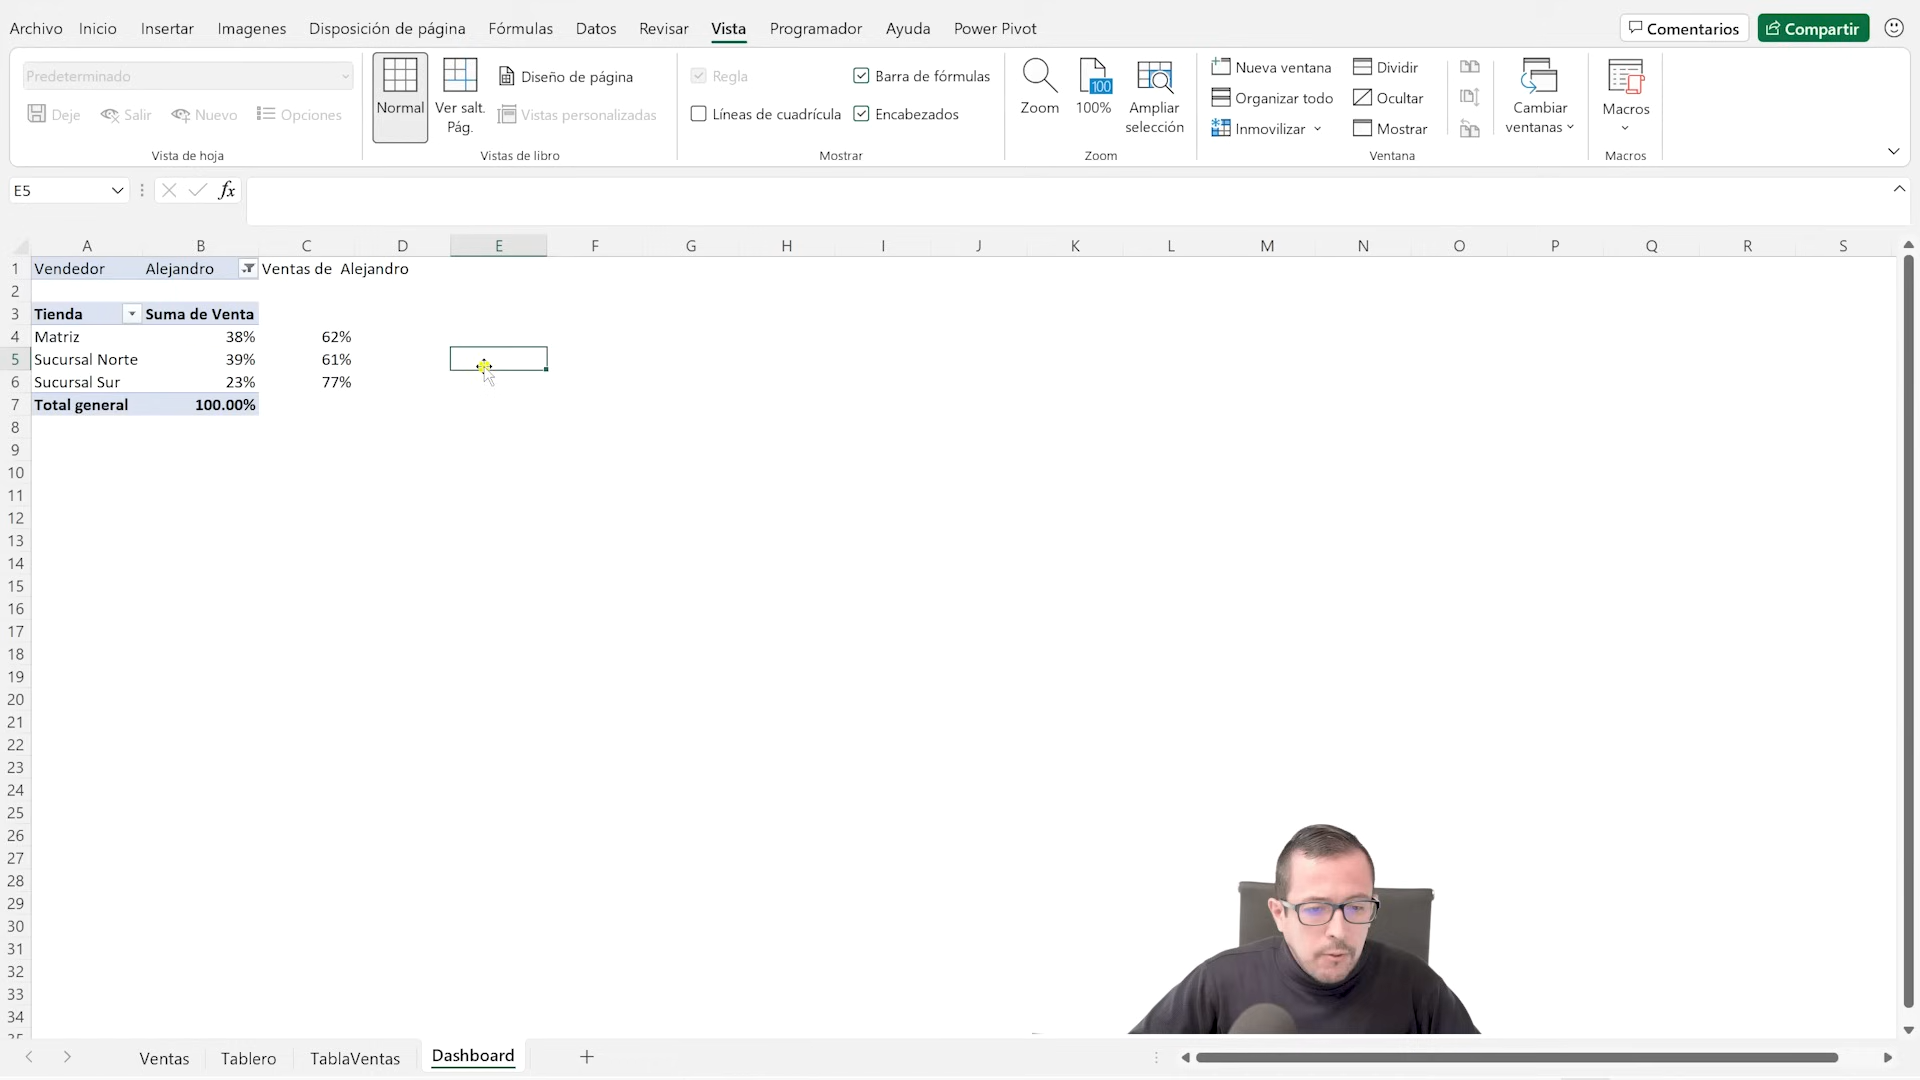 Archivo Inicio Insertar Imagenes Disposición de página Fórmulas Datos Revisar Vista Programador Ayuda Power Pivot Comentarios Compartir
Predeterminado
Deje Salir Nuevo Opciones
Vista de hoja
Normal
Ver salt.
Pág.
Diseño de página
Vistas personalizadas
Vistas de libro
Regla
Barra de fórmulas
Líneas de cuadrícula
Encabezados
Mostrar
Zoom
100
100%
Ampliar
selección
Zoom
Nueva ventana
Organizar todo
Inmovilizar
Dividir
Ocultar
Mostrar
Cambiar
ventanas
Ventana
Macros
Macros
E5 fx
A B C D E F G H I J K L M N O P Q R S
1 Vendedor Alejandro Ventas de Alejandro
2
3 Tienda Suma de Venta
4 Matriz 38% 62%
5 Sucursal Norte 39% 61%
6 Sucursal Sur 23% 77%
7 Total general 100.00%
8
9
10
11
12
13
14
15
16
17
18
19
20
21
22
23
24
25
26
27
28
29
30
31
32
33
34
35
Ventas Tablero TablaVentas Dashboard